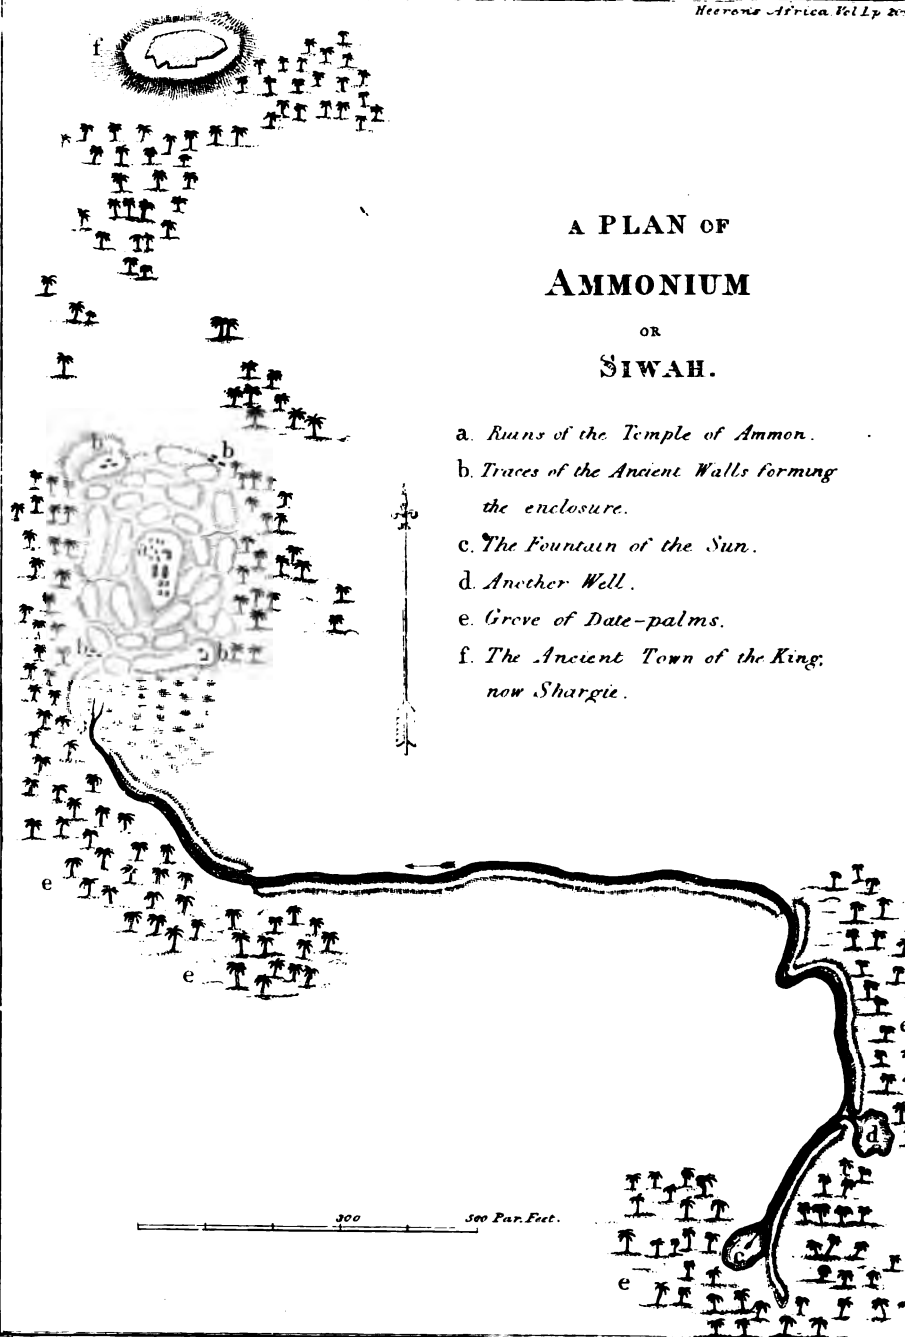 Heeren's Africa Vol I. p
f
A PLAN OF
AMMONIUM
OR
SIWAH.
a. Ruins of the Temple of Ammon.
b. Traces of the Ancient Walls forming
the enclosure.
c. The Fountain of the Sun.
d. Another Well.
e. Grove of Date-palms.
f. The Ancient Town of the King,
now Shargie.
b
b
a
b
b
e
e
e
d
300
500 Par. Feet.
c
e